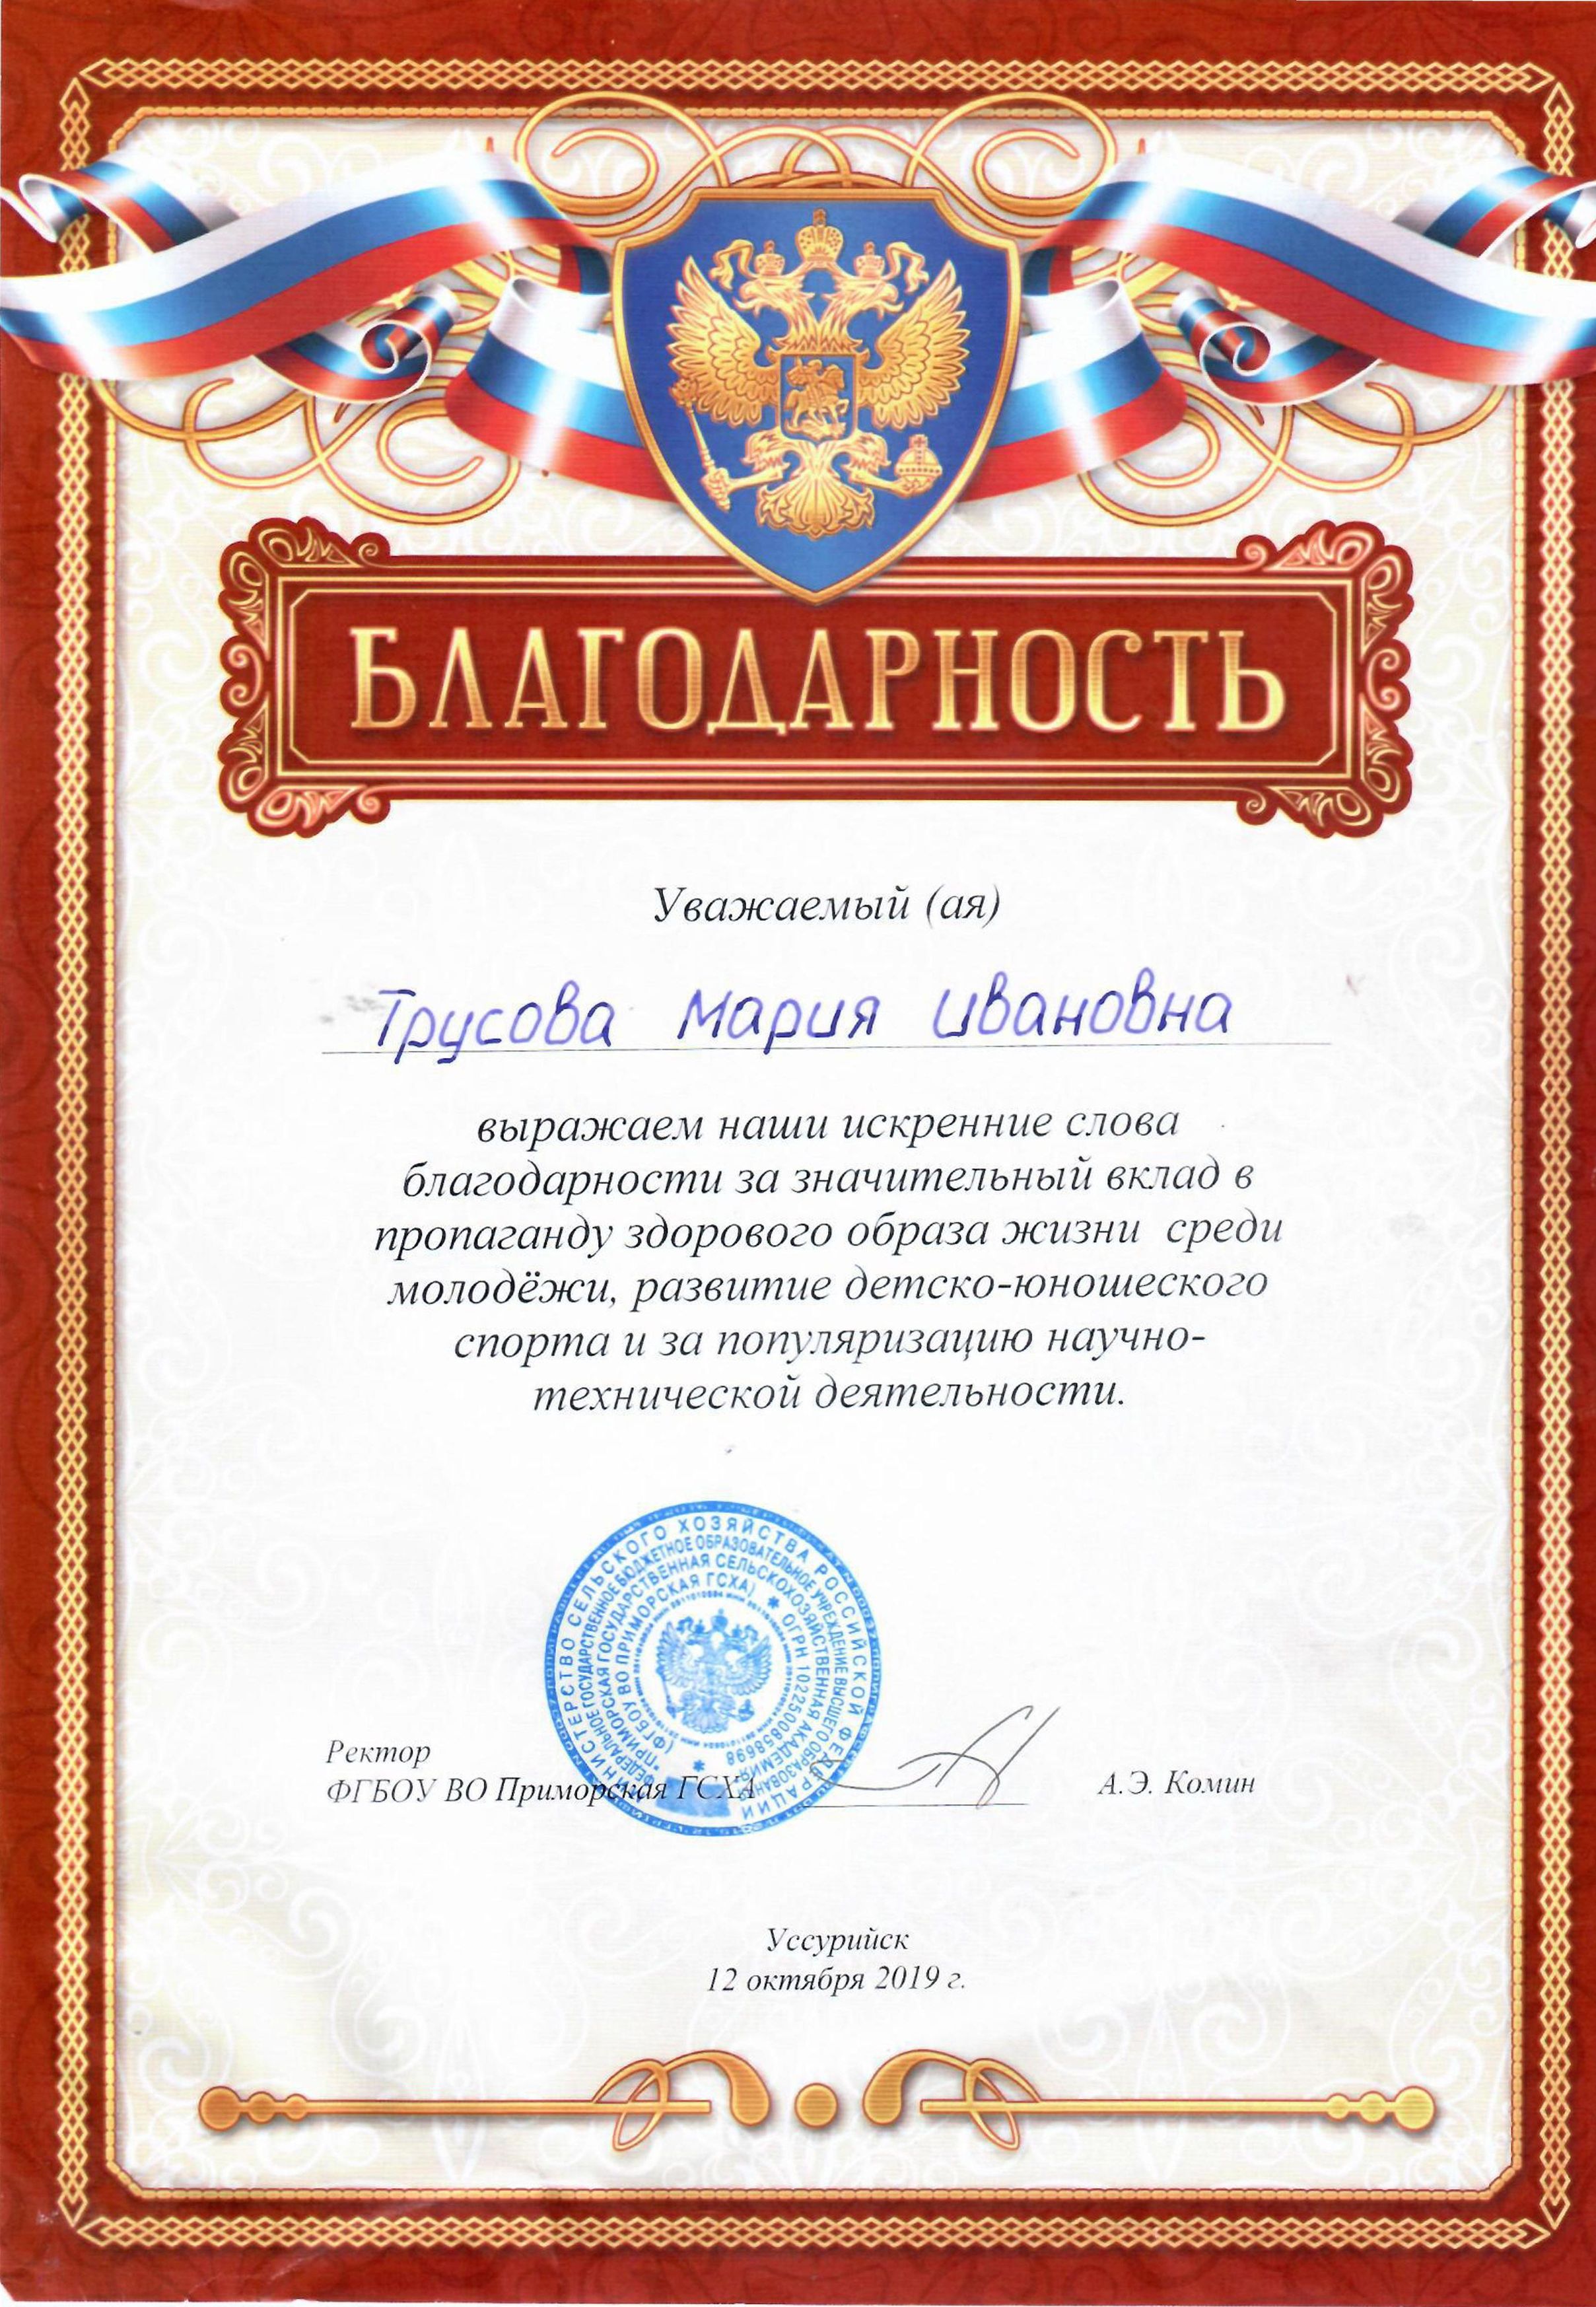 БЛАГОДАРНОСТЬ
Уважаемый (ая)
Трусова Мария Ивановна
выражаем наши искренние слова
благодарности за значительный вклад в
пропаганду здорового образа жизни среди
молодёжи, развитие детско-юношеского
спорта и за популяризацию научно-
технической деятельности.
МИНИСТЕРСТВО СЕЛЬСКОГО ХОЗЯЙСТВА РОССИЙСКОЙ ФЕДЕРАЦИИ
ФЕДЕРАЛЬНОЕ ГОСУДАРСТВЕННОЕ БЮДЖЕТНОЕ ОБРАЗОВАТЕЛЬНОЕ УЧРЕЖДЕНИЕ ВЫСШЕГО ОБРАЗОВАНИЯ
"ПРИМОРСКАЯ ГОСУДАРСТВЕННАЯ СЕЛЬСКОХОЗЯЙСТВЕННАЯ АКАДЕМИЯ"
(ФГБОУ ВО ПРИМОРСКАЯ ГСХА) * ОГРН 1022500858698 *
Ректор
ФГБОУ ВО Приморская ГСХА
А.Э. Комин
Уссурийск
12 октября 2019 г.